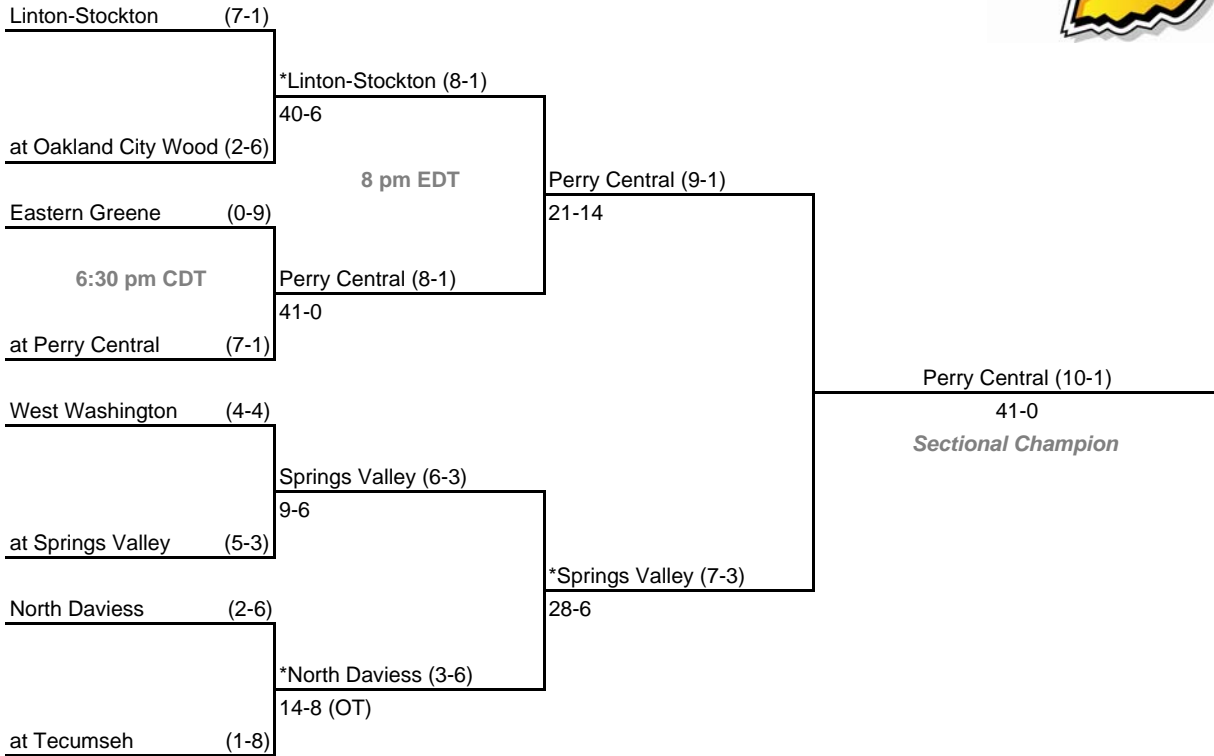 Linton-Stockton (7-1)
*Linton-Stockton (8-1)
40-6
at Oakland City Wood (2-6)
8 pm EDT
Perry Central (9-1)
21-14
Eastern Greene (0-9)
6:30 pm CDT
Perry Central (8-1)
41-0
at Perry Central (7-1)
Perry Central (10-1)
41-0
Sectional Champion
West Washington (4-4)
Springs Valley (6-3)
9-6
at Springs Valley (5-3)
*Springs Valley (7-3)
28-6
North Daviess (2-6)
*North Daviess (3-6)
14-8 (OT)
at Tecumseh (1-8)